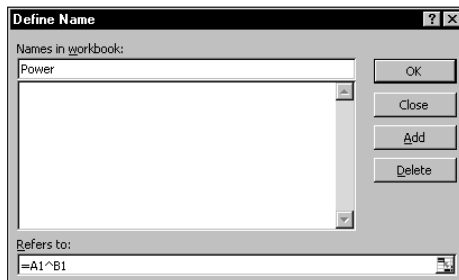 Define Name
Names in workbook:
Power
OK
Close
Add
Delete
Refers to:
=A1^B1